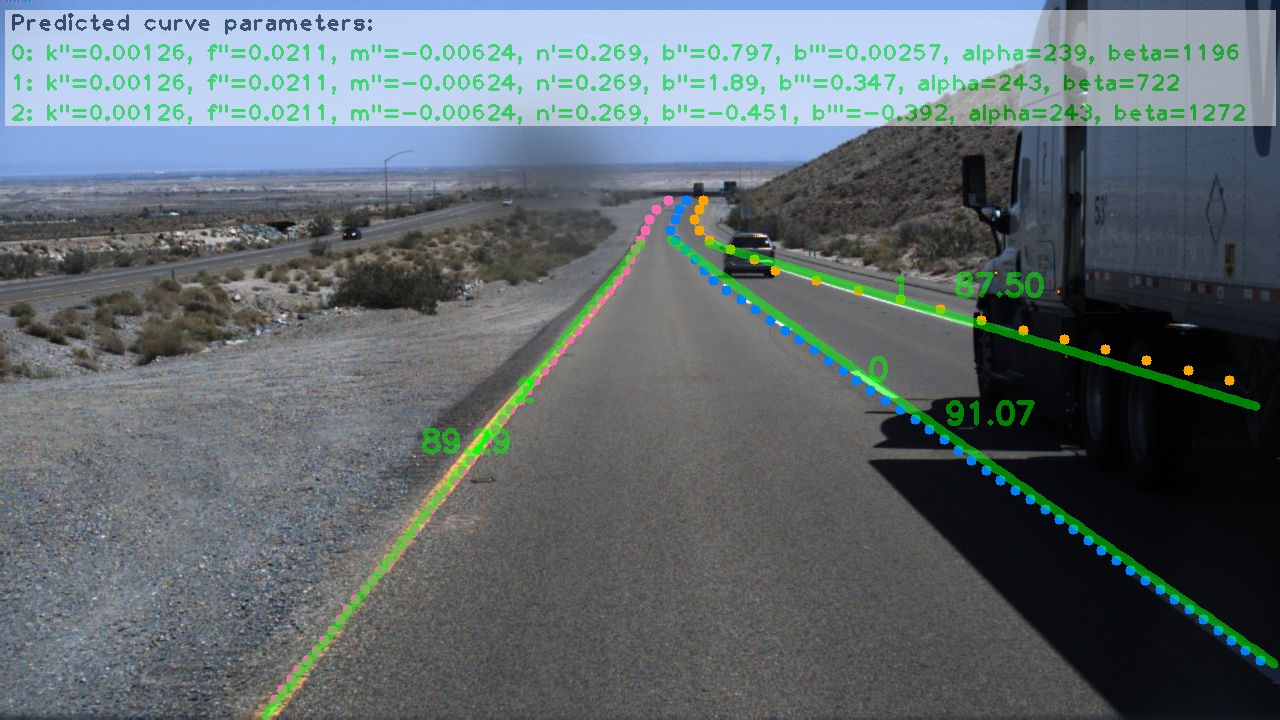 Predicted curve parameters:
0: k''=0.00126, f''=0.0211, m''=−0.00624, n'=0.269, b''=0.797, b'''=0.00257, alpha=239, beta=1196
1: k''=0.00126, f''=0.0211, m''=−0.00624, n'=0.269, b''=1.89, b'''=0.347, alpha=243, beta=722
2: k''=0.00126, f''=0.0211, m''=−0.00624, n'=0.269, b''=−0.451, b'''=−0.392, alpha=243, beta=1272
1 87.50
0
91.07
2
89.29
53'